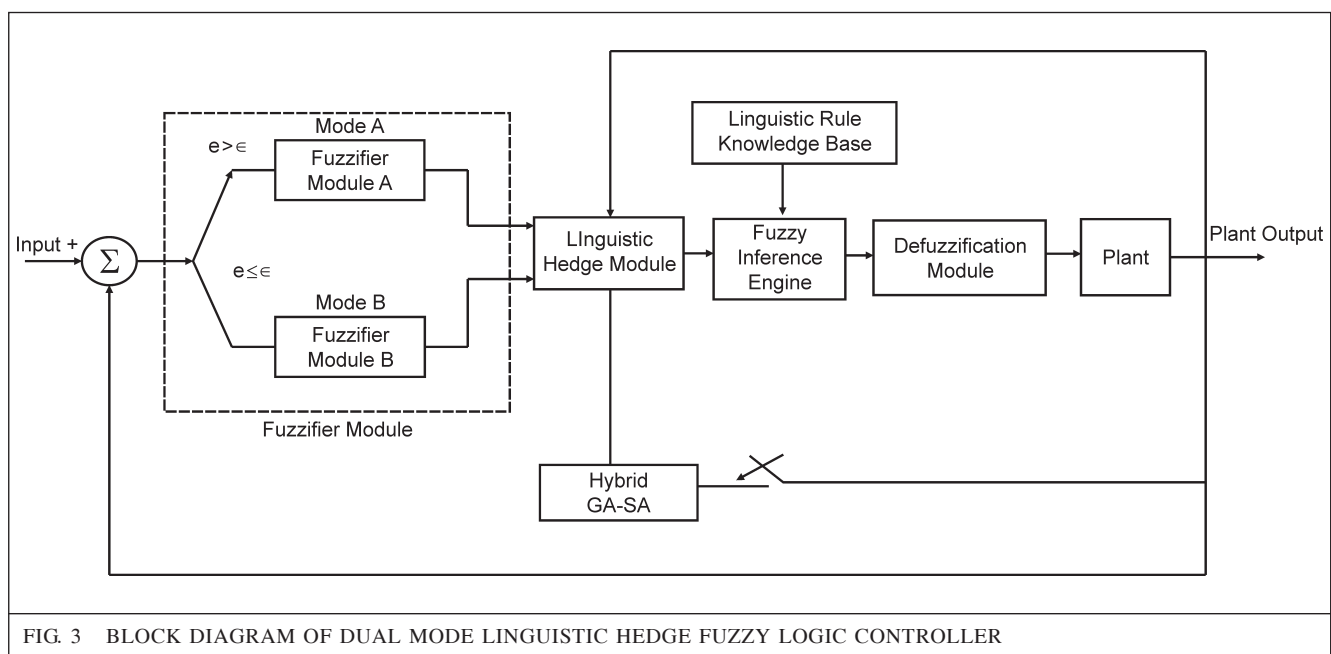 Mode A
e>∈
Fuzzifier
Module A
Linguistic Rule
Knowledge Base
Input +
Σ
e≤∈
Mode B
Fuzzifier
Module B
Fuzzifier Module
LInguistic
Hedge Module
Fuzzy
Inference
Engine
Defuzzification
Module
Plant
Plant Output
Hybrid
GA-SA
FIG. 3 BLOCK DIAGRAM OF DUAL MODE LINGUISTIC HEDGE FUZZY LOGIC CONTROLLER